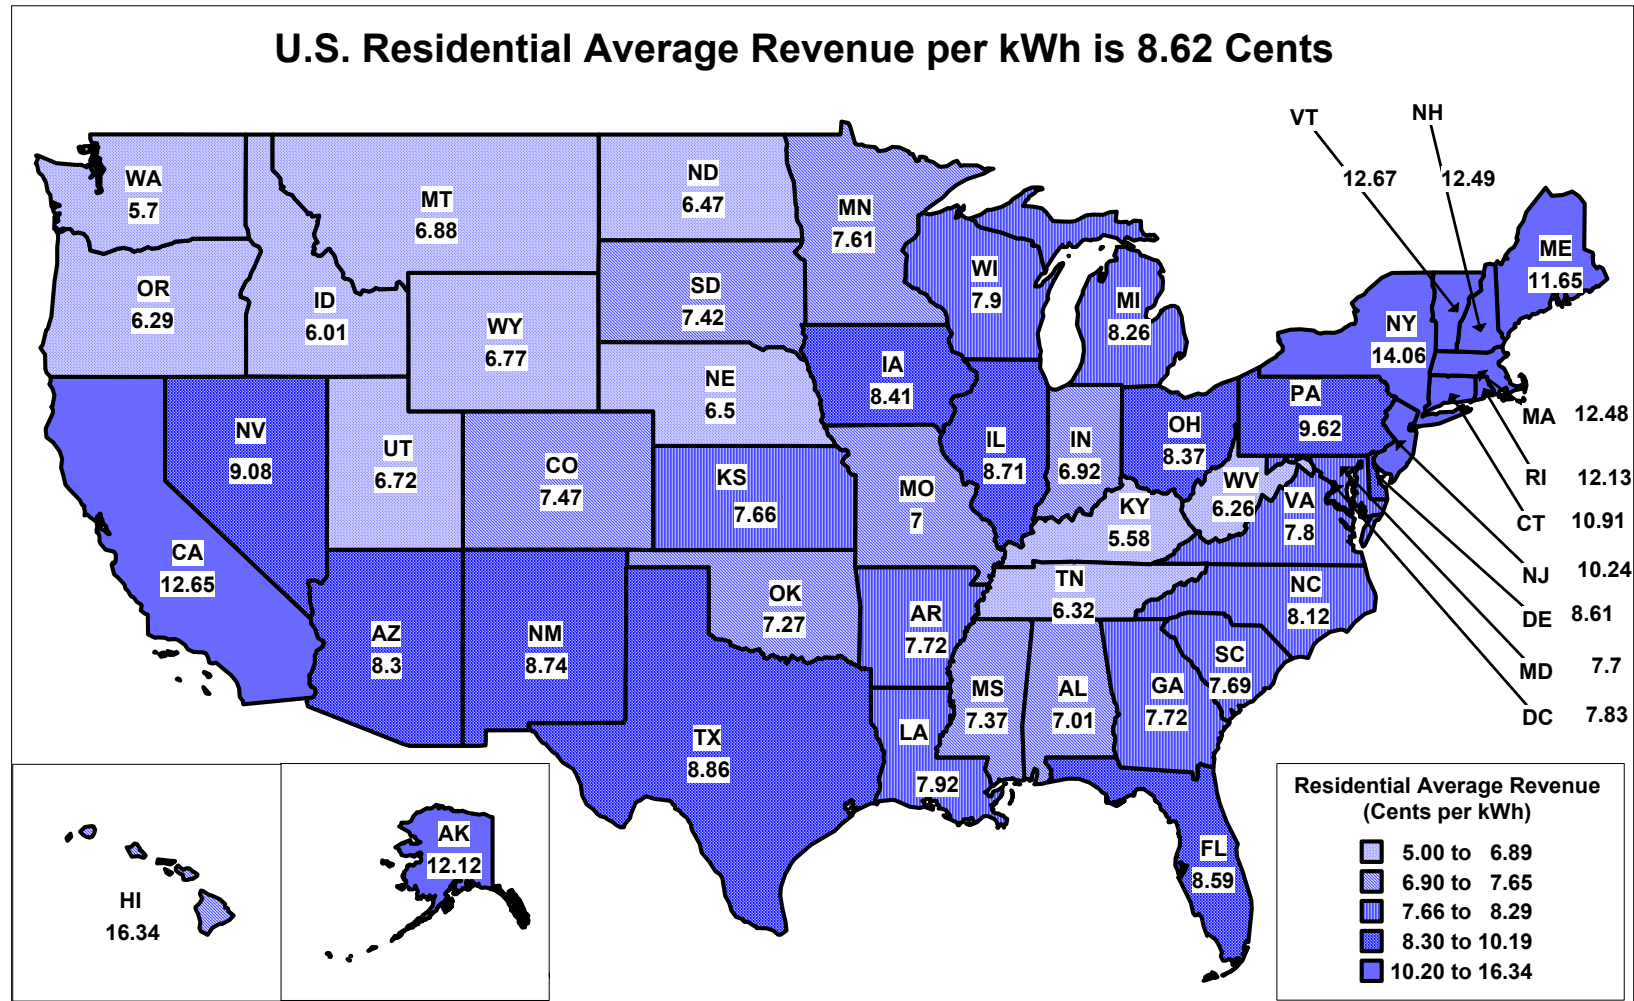 U.S. Residential Average Revenue per kWh is 8.62 Cents
VT
NH
12.67
12.49
WA
5.7
MT
6.88
ND
6.47
MN
7.61
ME
11.65
OR
6.29
ID
6.01
WY
6.77
SD
7.42
WI
7.9
MI
8.26
NY
14.06
NE
6.5
IA
8.41
PA
9.62
NV
9.08
UT
6.72
CO
7.47
KS
7.66
MO
7
IL
8.71
IN
6.92
OH
8.37
WV
6.26
KY
5.58
VA
7.8
MA 12.48
RI 12.13
CT 10.91
NJ 10.24
DE 8.61
MD 7.7
DC 7.83
CA
12.65
AZ
8.3
NM
8.74
OK
7.27
AR
7.72
TN
6.32
NC
8.12
SC
7.69
MS
7.37
AL
7.01
GA
7.72
TX
8.86
LA
7.92
FL
8.59
HI
16.34
AK
12.12
Residential Average Revenue
(Cents per kWh)
5.00 to 6.89
6.90 to 7.65
7.66 to 8.29
8.30 to 10.19
10.20 to 16.34